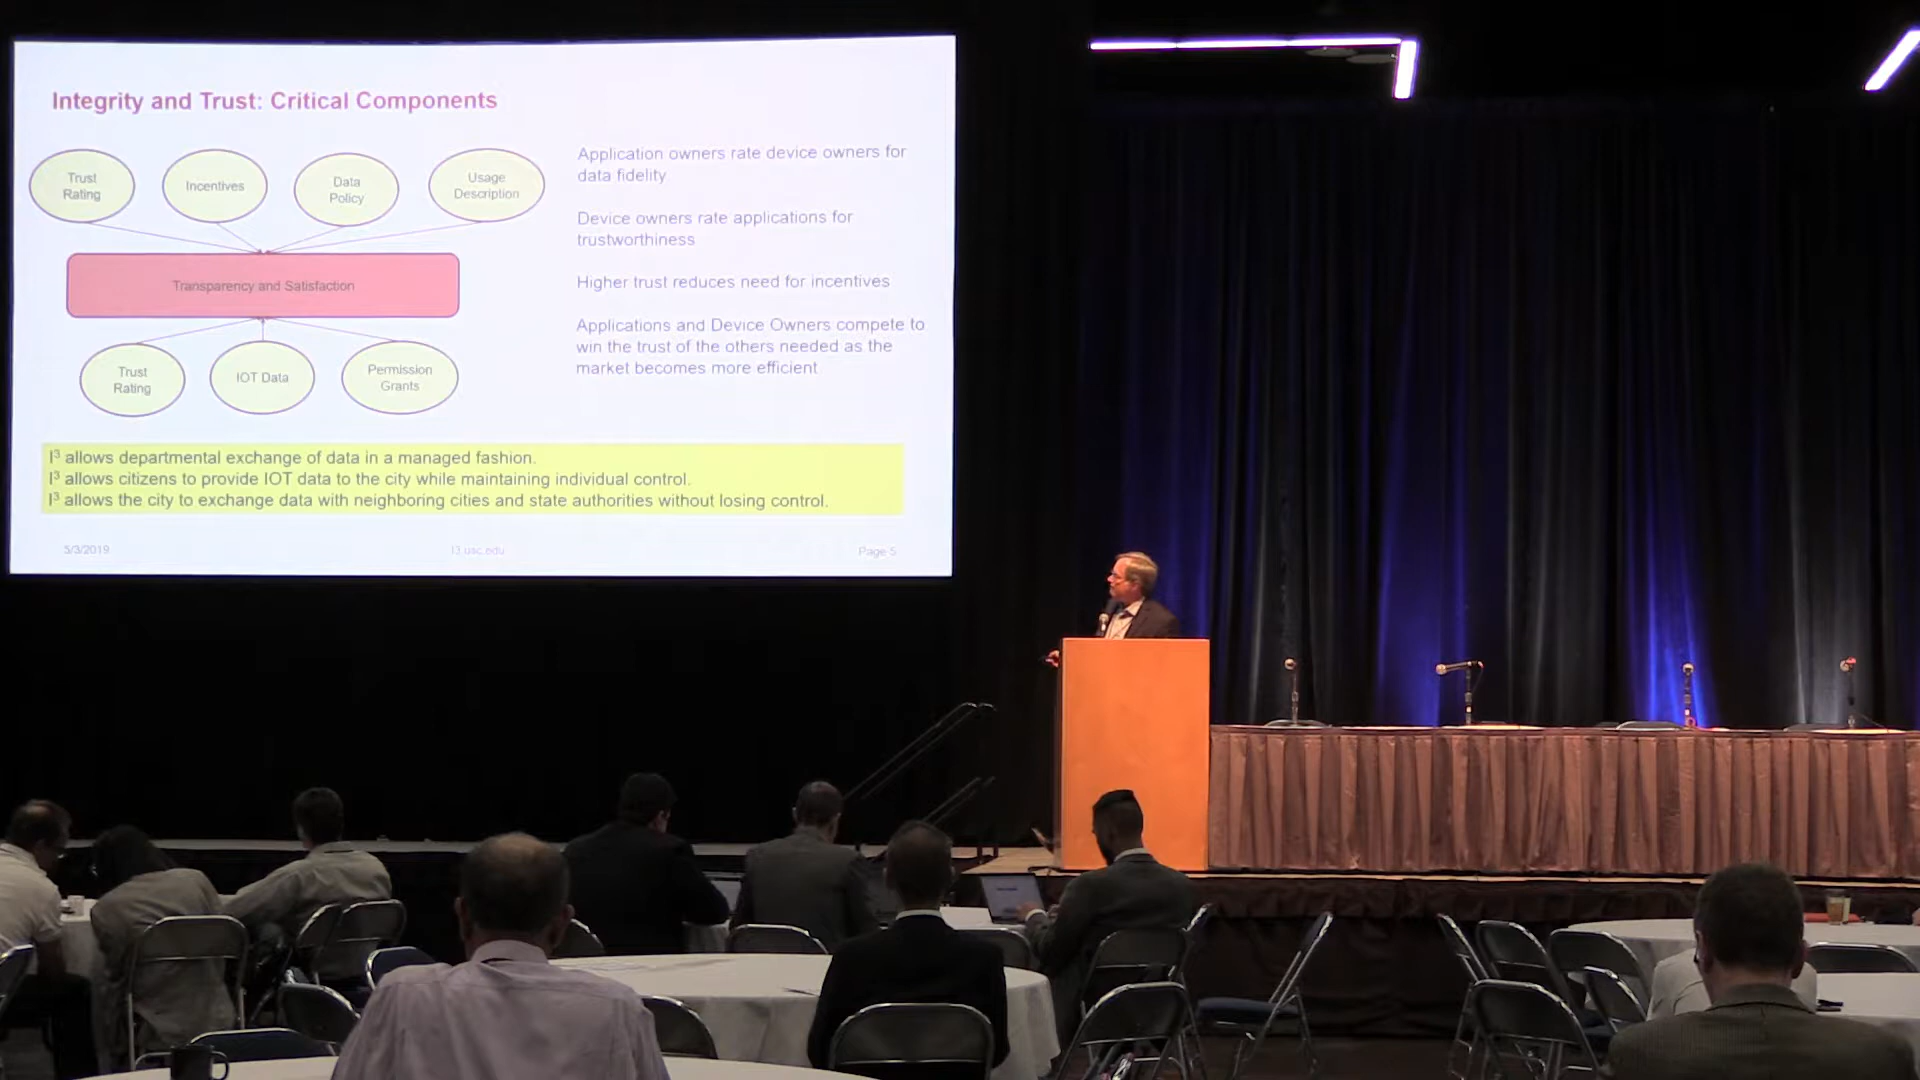 Integrity and Trust: Critical Components
Trust
Rating
Incentives
Data
Policy
Usage
Description
Transparency and Satisfaction
Trust
Rating
IOT Data
Permission
Grants
Application owners rate device owners for
data fidelity
Device owners rate applications for
trustworthiness
Higher trust reduces need for incentives
Applications and Device Owners compete to
win the trust of the others needed as the
market becomes more efficient
I³ allows departmental exchange of data in a managed fashion.
I³ allows citizens to provide IOT data to the city while maintaining individual control.
I³ allows the city to exchange data with neighboring cities and state authorities without losing control.
5/3/2019
I3.usc.edu
Page 5